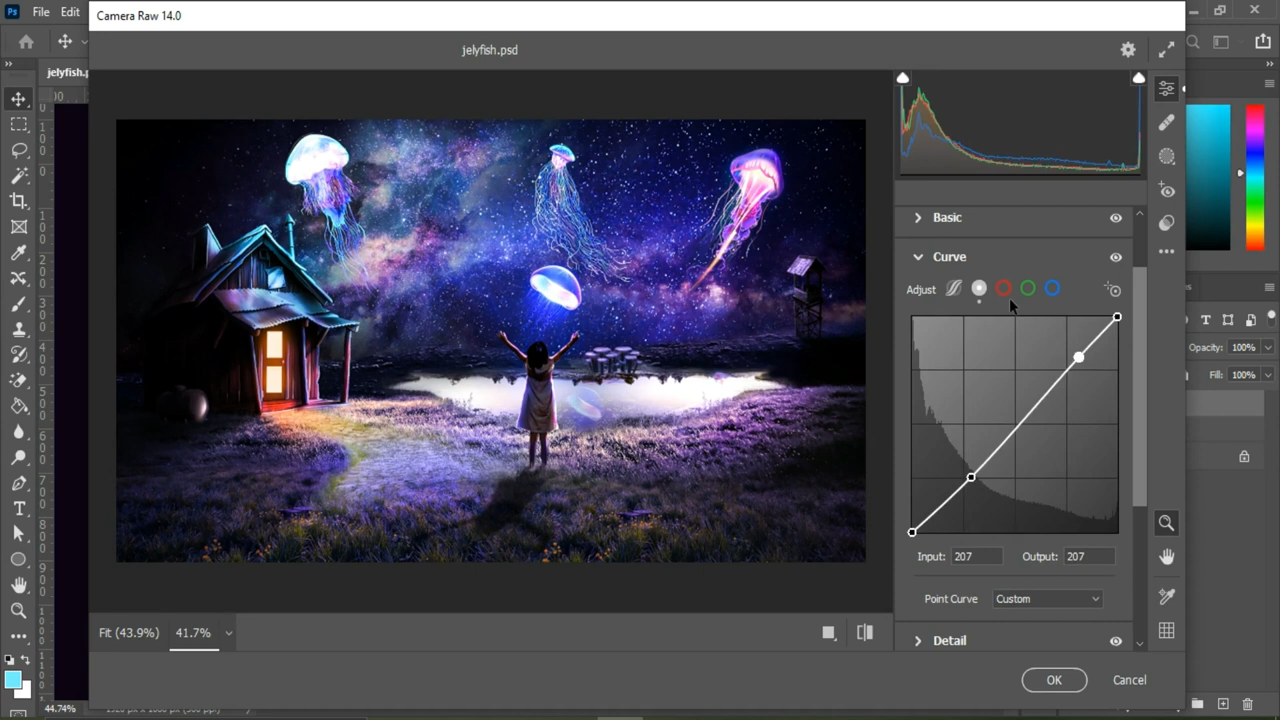 Ps File Edit
Camera Raw 14.0
jelyfish.psd
jelyfish.p
Basic
Curve
Adjust
Opacity: 100%
Fill: 100%
Input: 207 Output: 207
Point Curve Custom
Detail
Fit (43.9%) 41.7%
OK Cancel
44.74%